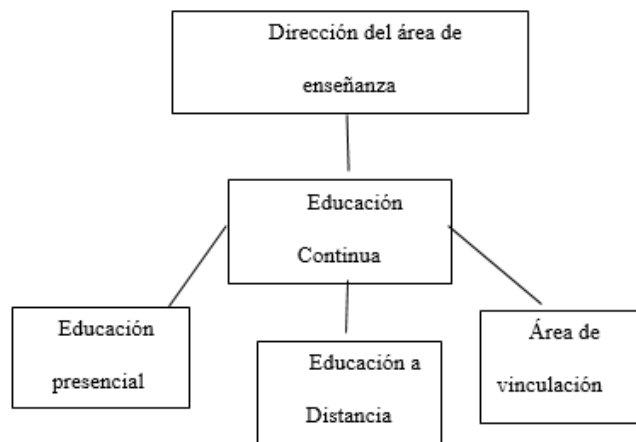 Dirección del área de
enseñanza
Educación
Continua
Educación
presencial
Educación a
Distancia
Área de
vinculación